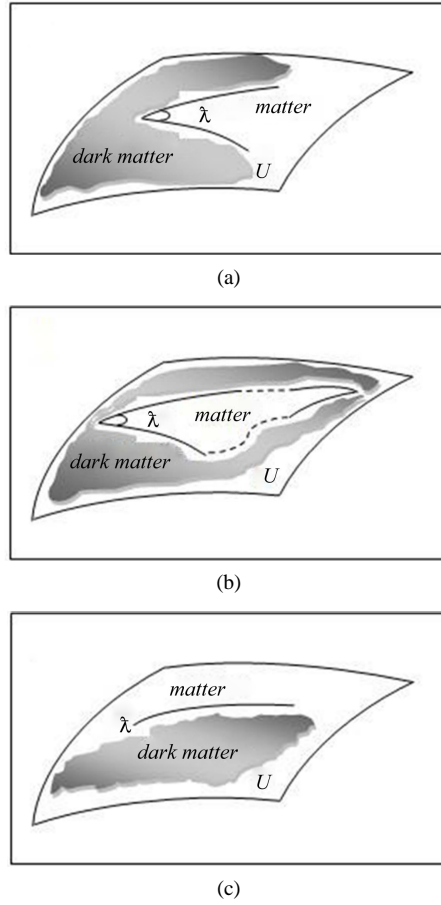 matter
ƛ
dark matter
U
(a)
matter
ƛ
dark matter
U
(b)
matter
ƛ
dark matter
U
(c)